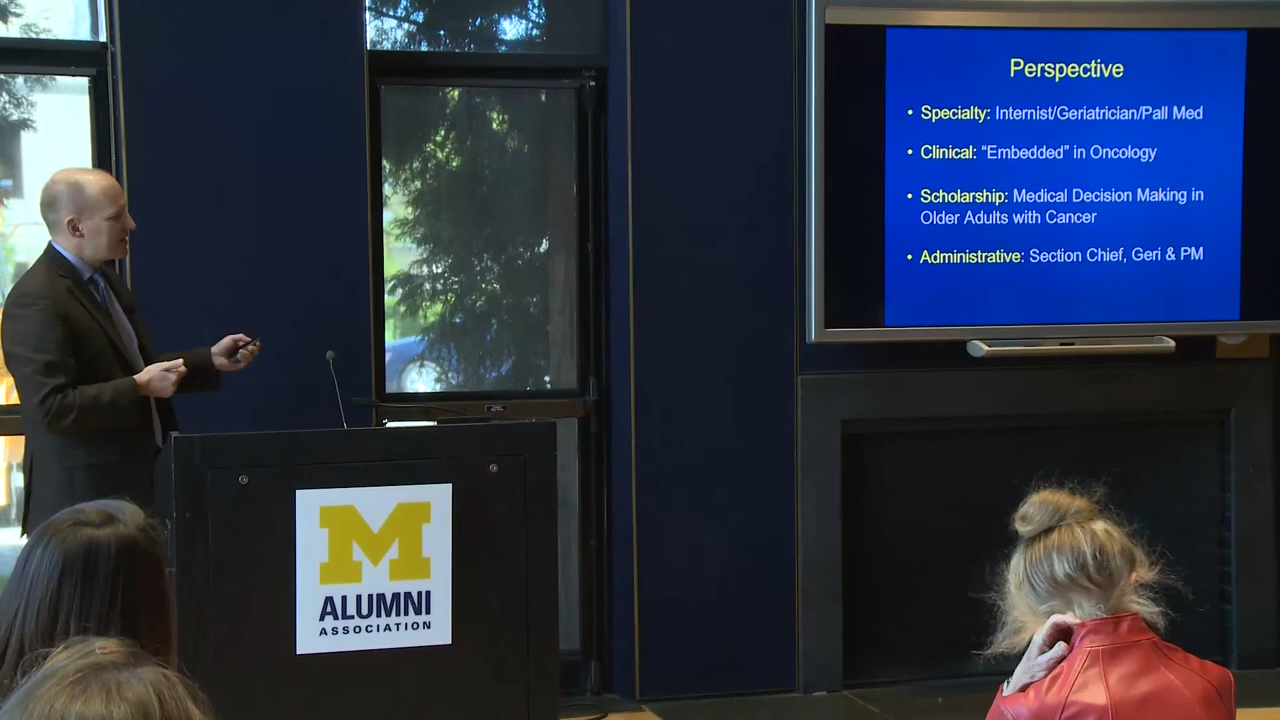 Perspective
• Specialty: Internist/Geriatrician/Pall Med
• Clinical: “Embedded” in Oncology
• Scholarship: Medical Decision Making in
Older Adults with Cancer
• Administrative: Section Chief, Geri & PM
M
ALUMNI
ASSOCIATION